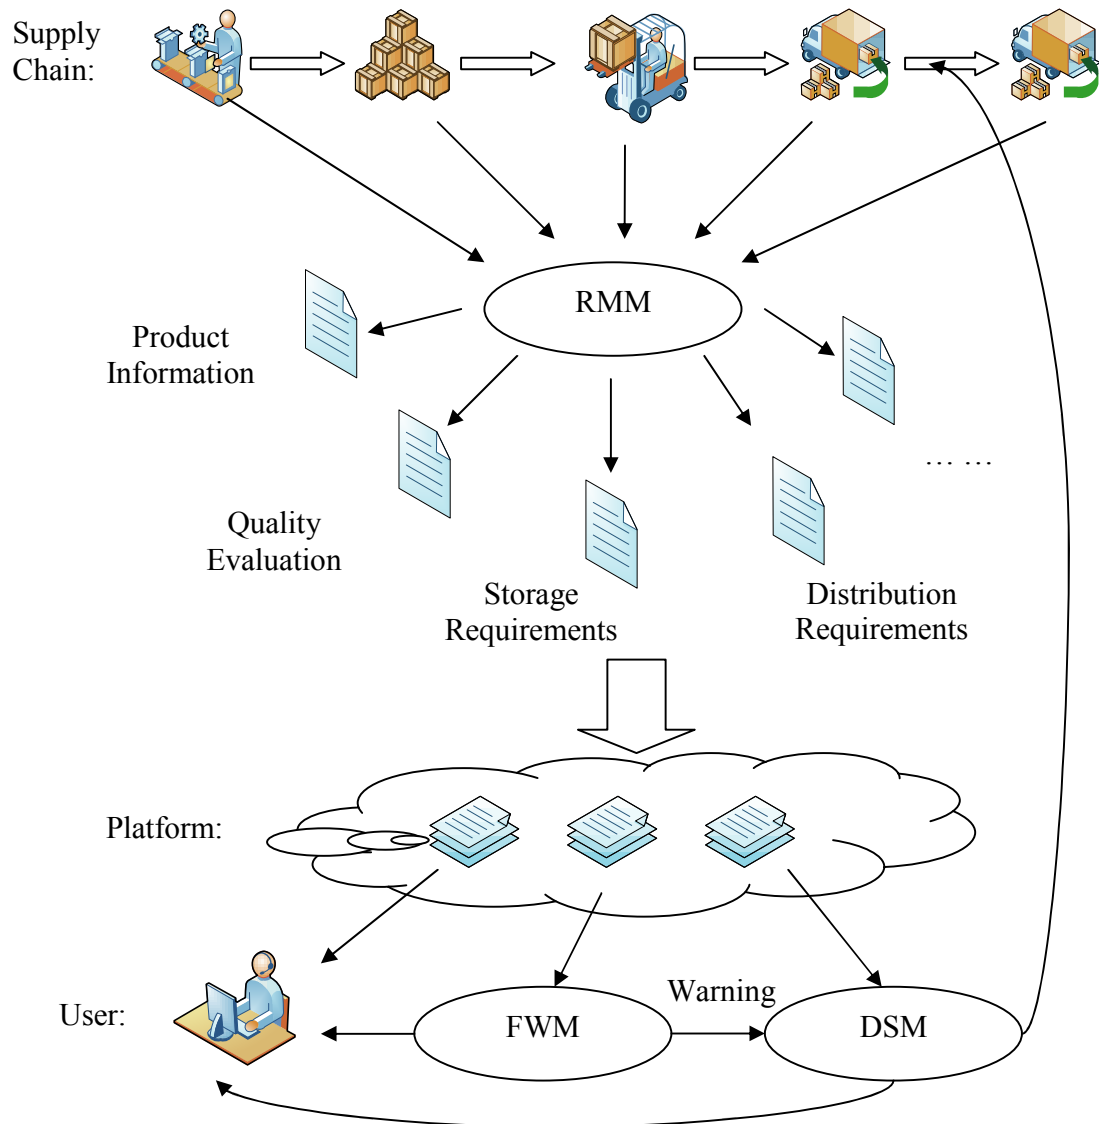 Supply
Chain:
RMM
Product
Information
Quality
Evaluation
Storage
Requirements
Distribution
Requirements
... ...
Platform:
User:
FWM
Warning
DSM